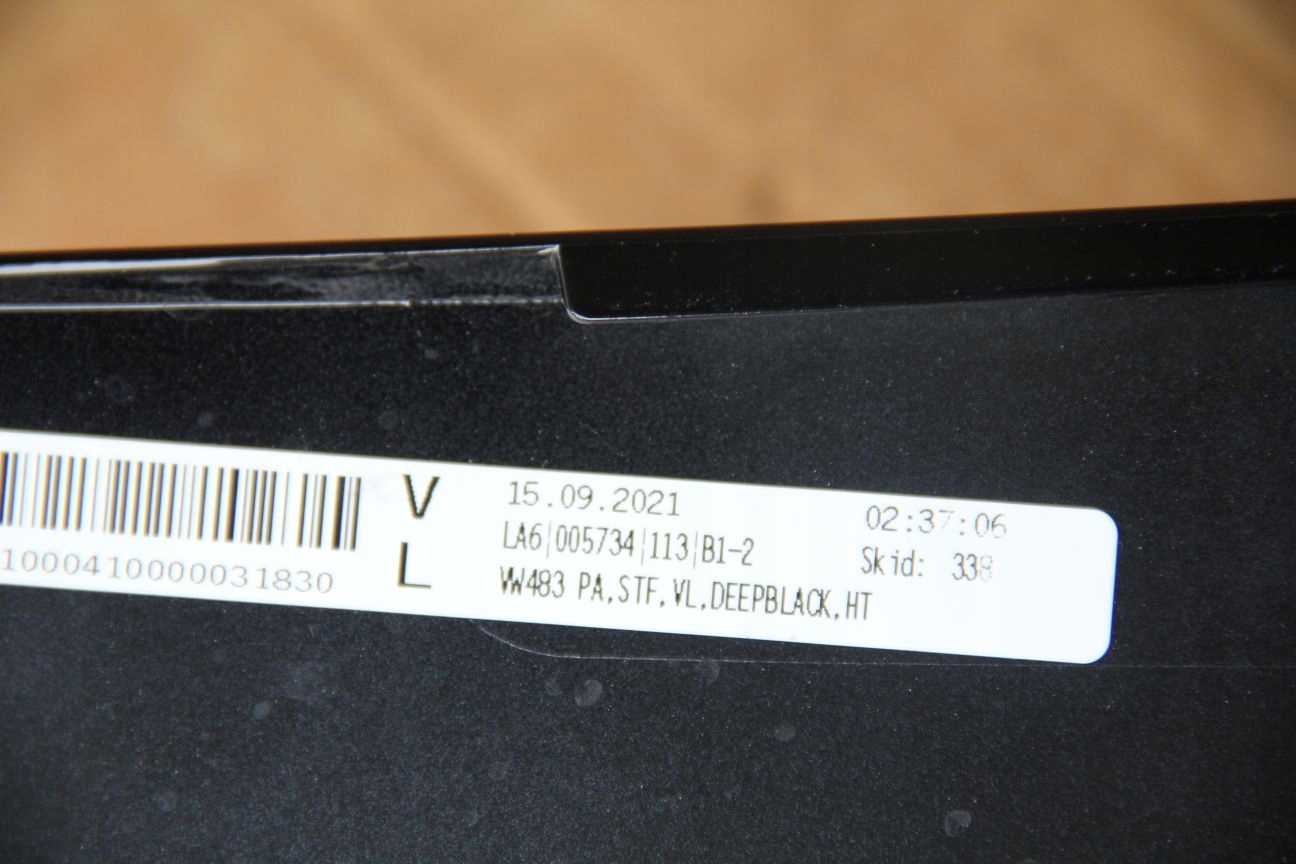 V
L
15.09.2021 02:37:06
LA6|005734|113|B1-2 Skid: 338
VW483 PA,STF,VL,DEEPBLACK,HT
1000410000031830